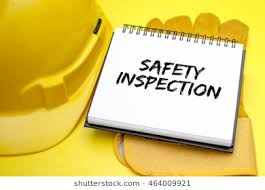 SAFETY
INSPECTION
shutterstock.com • 464009921